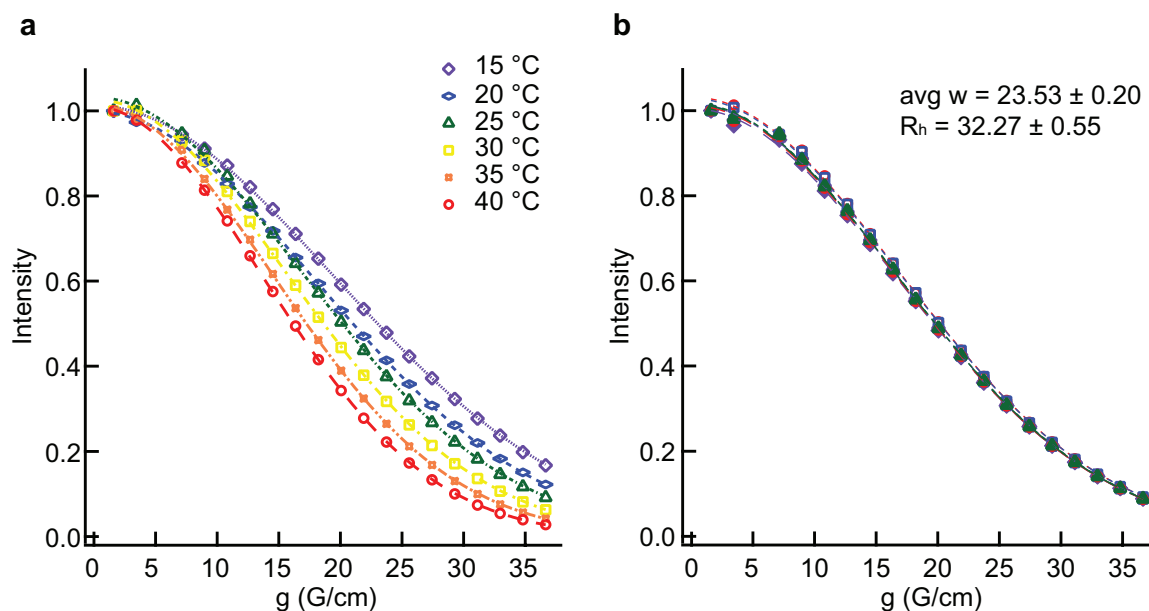 a
15 °C
20 °C
25 °C
30 °C
35 °C
40 °C
1.0
0.8
0.6
0.4
0.2
0.0
Intensity
0 5 10 15 20 25 30 35
g (G/cm)
b
avg w = 23.53 ± 0.20
Rh = 32.27 ± 0.55
1.0
0.8
0.6
0.4
0.2
0.0
Intensity
0 5 10 15 20 25 30 35
g (G/cm)